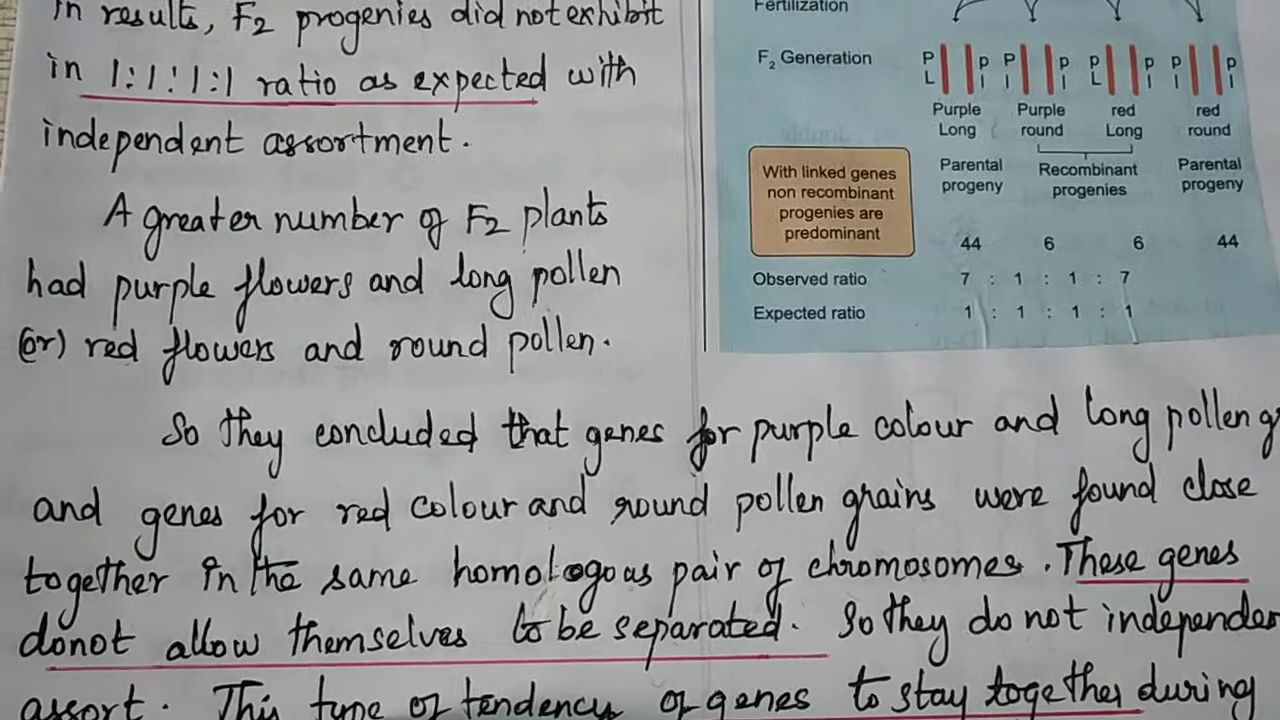 in results, F2 progenies did not exhibit
in 1:1:1:1 ratio as expected with
independent assortment.
A greater number of F2 plants
had purple flowers and long pollen
(or) red flowers and round pollen.
So they concluded that genes for purple colour and long pollen
and genes for red colour and round pollen grains were found close
together in the same homologous pair of chromosomes. These genes
donot allow themselves to be separated. So they do not
assort. This type of tendency of genes to stay together during
Fertilization
F2 Generation
P P P P P P P P
L l l l L l l l
Purple Purple red red
Long round Long round
Parental Recombinant Parental
progeny progenies progeny
With linked genes
non recombinant
progenies are
predominant
44 6 6 44
Observed ratio 7 : 1 : 1 : 7
Expected ratio 1 : 1 : 1 : 1